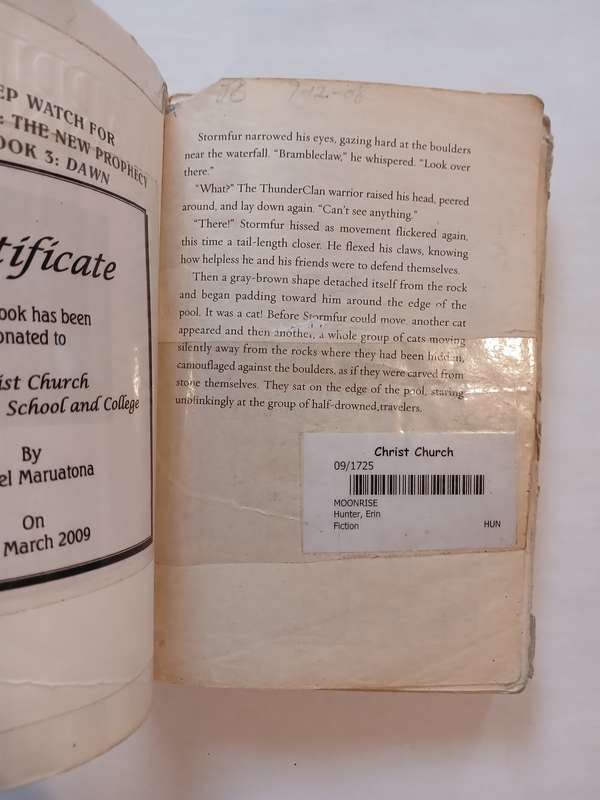 EP WATCH FOR
: THE NEW PROPHECY
OOK 3: DAWN
tificate
ook has been
onated to
ist Church
School and College
By
el Maruatona
On
March 2009
9-12-08
Stormfur narrowed his eyes, gazing hard at the boulders
near the waterfall. “Brambleclaw,” he whispered. “Look over
there.”
“What?” The ThunderClan warrior raised his head, peered
around, and lay down again. “Can’t see anything.”
“There!” Stormfur hissed as movement flickered again,
this time a tail-length closer. He flexed his claws, knowing
how helpless he and his friends were to defend themselves.
Then a gray-brown shape detached itself from the rock
and began padding toward him around the edge of the
pool. It was a cat! Before Stormfur could move, another cat
appeared and then another, a whole group of cats moving
silently away from the rocks where they had been hidden,
camouflaged against the boulders, as if they were carved from
stone themselves. They sat on the edge of the pool, staring
unblinkingly at the group of half-drowned travelers.
Christ Church
09/1725
MOONRISE
Hunter, Erin
Fiction HUN